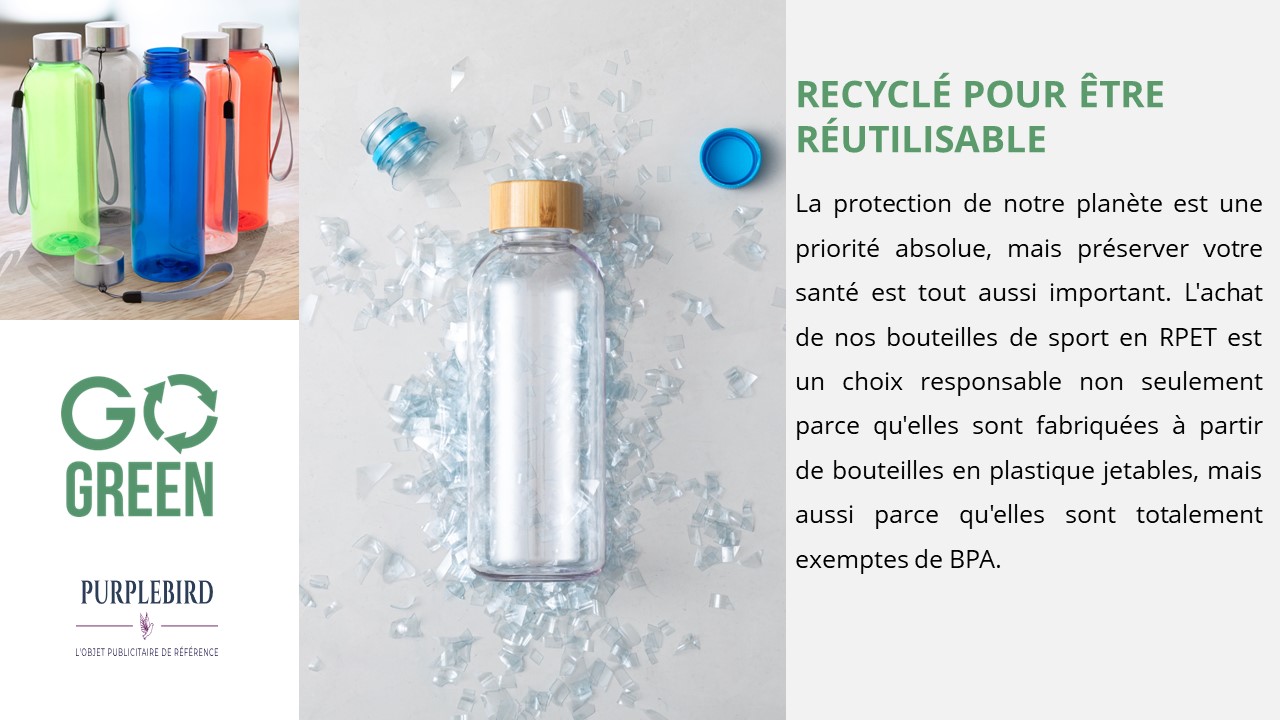 GO
GREEN
PURPLEBIRD
L'OBJET PUBLICITAIRE DE RÉFÉRENCE
RECYCLÉ POUR ÊTRE
RÉUTILISABLE
La protection de notre planète est une
priorité absolue, mais préserver votre
santé est tout aussi important. L'achat
de nos bouteilles de sport en RPET est
un choix responsable non seulement
parce qu'elles sont fabriquées à partir
de bouteilles en plastique jetables, mais
aussi parce qu'elles sont totalement
exemptes de BPA.